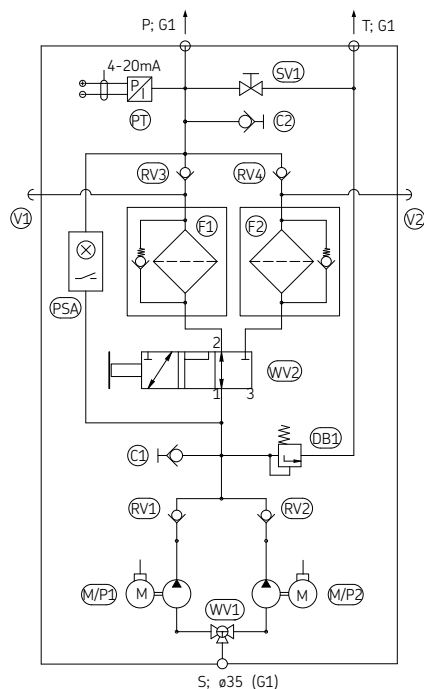 P; G1
T; G1
4-20mA
P
I
SV1
PT
C2
RV3
RV4
V1
V2
F1
F2
PSA
2
WV2
1
3
DB1
C1
RV1
RV2
M/P1
M
WV1
M
M/P2
S; ø35 (G1)